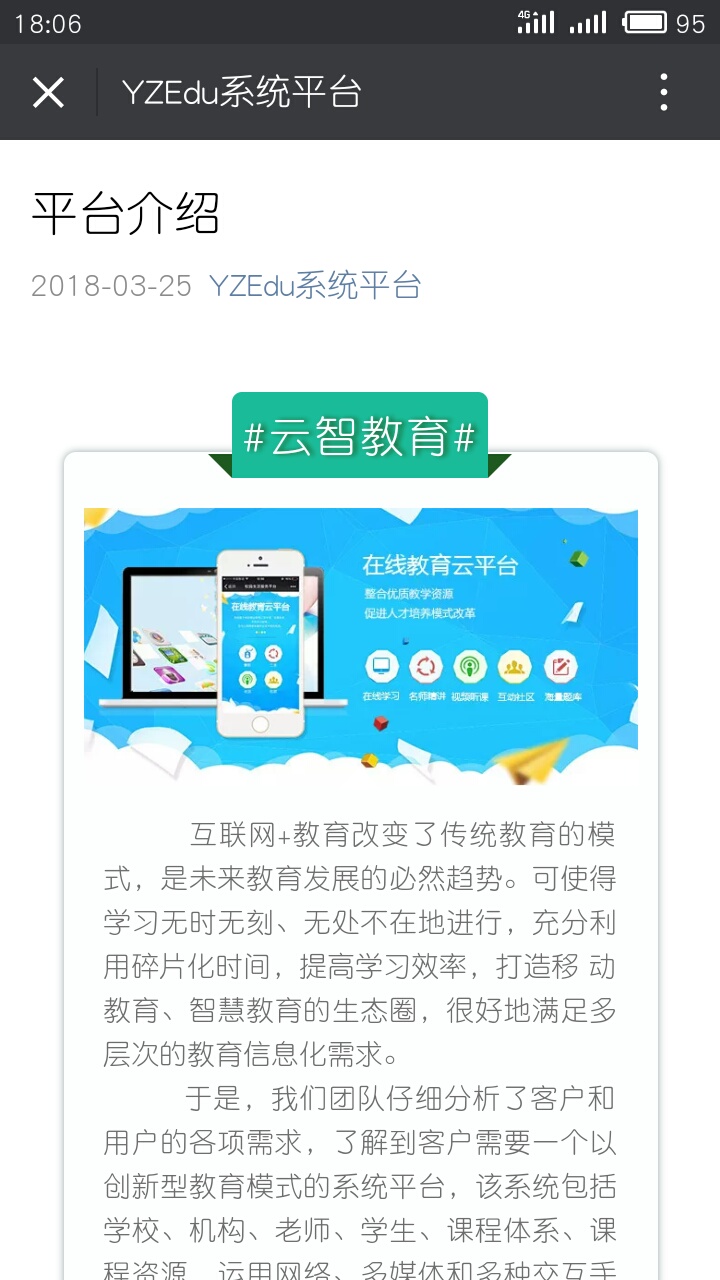 18:06
4G
95
YZEdu系统平台
平台介绍
2018-03-25 YZEdu系统平台
#云智教育#
在线教育云平台
整合优质教学资源
促进人才培养模式改革
在线教育云平台
在线学习 名师精讲 视频听课 互动社区 海量题库
互联网+教育改变了传统教育的模
式，是未来教育发展的必然趋势。可使得
学习无时无刻、无处不在地进行，充分利
用碎片化时间，提高学习效率，打造移 动
教育、智慧教育的生态圈，很好地满足多
层次的教育信息化需求。
于是，我们团队仔细分析了客户和
用户的各项需求，了解到客户需要一个以
创新型教育模式的系统平台，该系统包括
学校、机构、老师、学生、课程体系、课
程资源，运用网络、多媒体和多种交互手